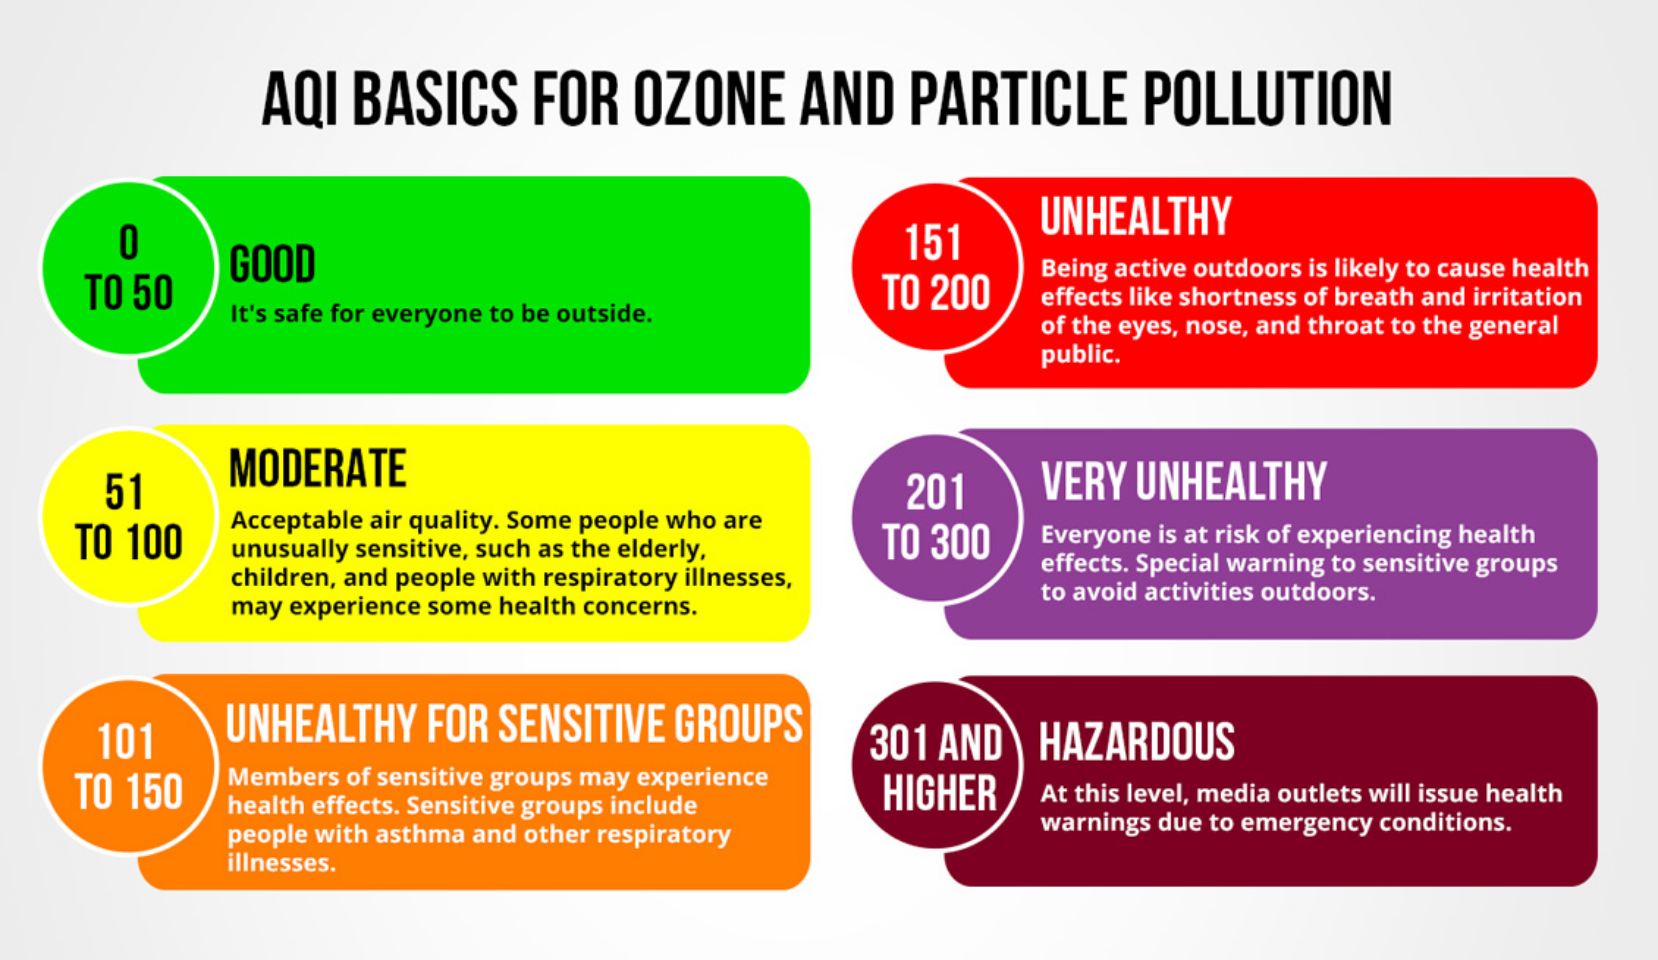 AQI BASICS FOR OZONE AND PARTICLE POLLUTION
0
TO 50
GOOD
It's safe for everyone to be outside.
51
TO 100
MODERATE
Acceptable air quality. Some people who are
unusually sensitive, such as the elderly,
children, and people with respiratory illnesses,
may experience some health concerns.
101
TO 150
UNHEALTHY FOR SENSITIVE GROUPS
Members of sensitive groups may experience
health effects. Sensitive groups include
people with asthma and other respiratory
illnesses.
151
TO 200
UNHEALTHY
Being active outdoors is likely to cause health
effects like shortness of breath and irritation
of the eyes, nose, and throat to the general
public.
201
TO 300
VERY UNHEALTHY
Everyone is at risk of experiencing health
effects. Special warning to sensitive groups
to avoid activities outdoors.
301 AND
HIGHER
HAZARDOUS
At this level, media outlets will issue health
warnings due to emergency conditions.